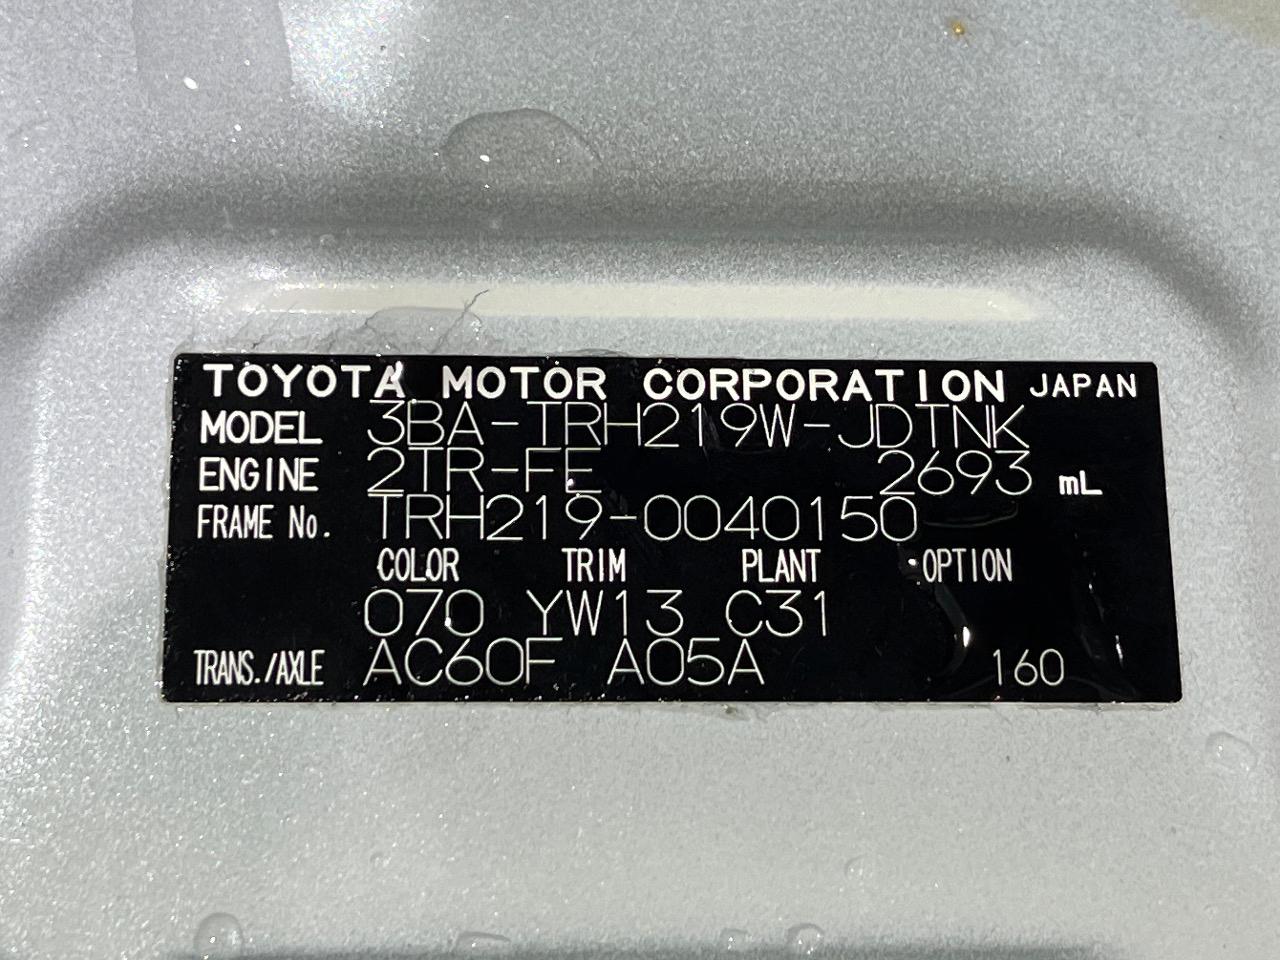 TOYOTA MOTOR CORPORATION JAPAN
MODEL 3BA-TRH219W-JDTNK
ENGINE 2TR-FE 2693 mL
FRAME No. TRH219-0040150
COLOR TRIM PLANT OPTION
070 YW13 C31
TRANS./AXLE AC60F A05A 160